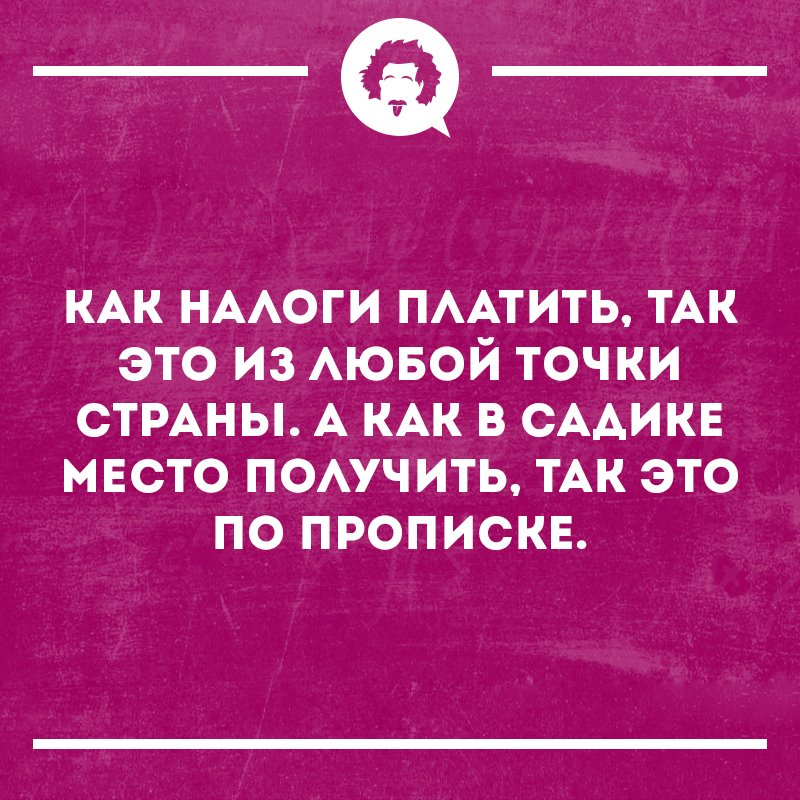 КАК НАЛОГИ ПЛАТИТЬ, ТАК
ЭТО ИЗ ЛЮБОЙ ТОЧКИ
СТРАНЫ. А КАК В САДИКЕ
МЕСТО ПОЛУЧИТЬ, ТАК ЭТО
ПО ПРОПИСКЕ.